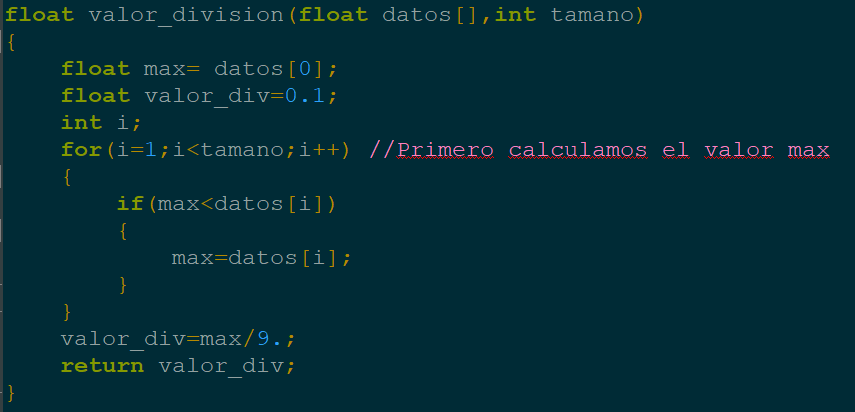 float valor_division(float datos[],int tamano)
{
    float max= datos[0];
    float valor_div=0.1;
    int i;
    for(i=1;i<tamano;i++) //Primero calculamos el valor max
    {
        if(max<datos[i])
        {
            max=datos[i];
        }
    }
    valor_div=max/9.;
    return valor_div;
}